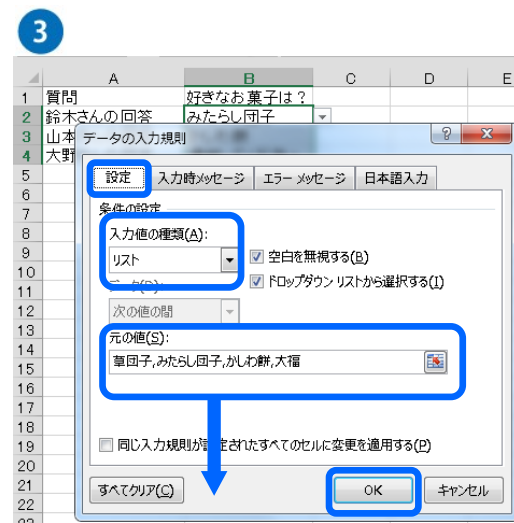 3
A B C D E
1 質問 好きなお菓子は？
2 鈴木さんの回答 みたらし団子
3 山本
4 大野
データの入力規則
5
設定 入力時メッセージ エラー メッセージ 日本語入力
6
条件の設定
7
8 入力値の種類(A):
9 リスト 空白を無視する(B)
10 ドロップダウン リストから選択する(I)
11 データ(D):
12 次の値の間
13 元の値(S):
14
15 草団子,みたらし団子,かしわ餅,大福
16
17
18
19 同じ入力規則が設定されたすべてのセルに変更を適用する(P)
20
21 すべてクリア(C) OK キャンセル
22